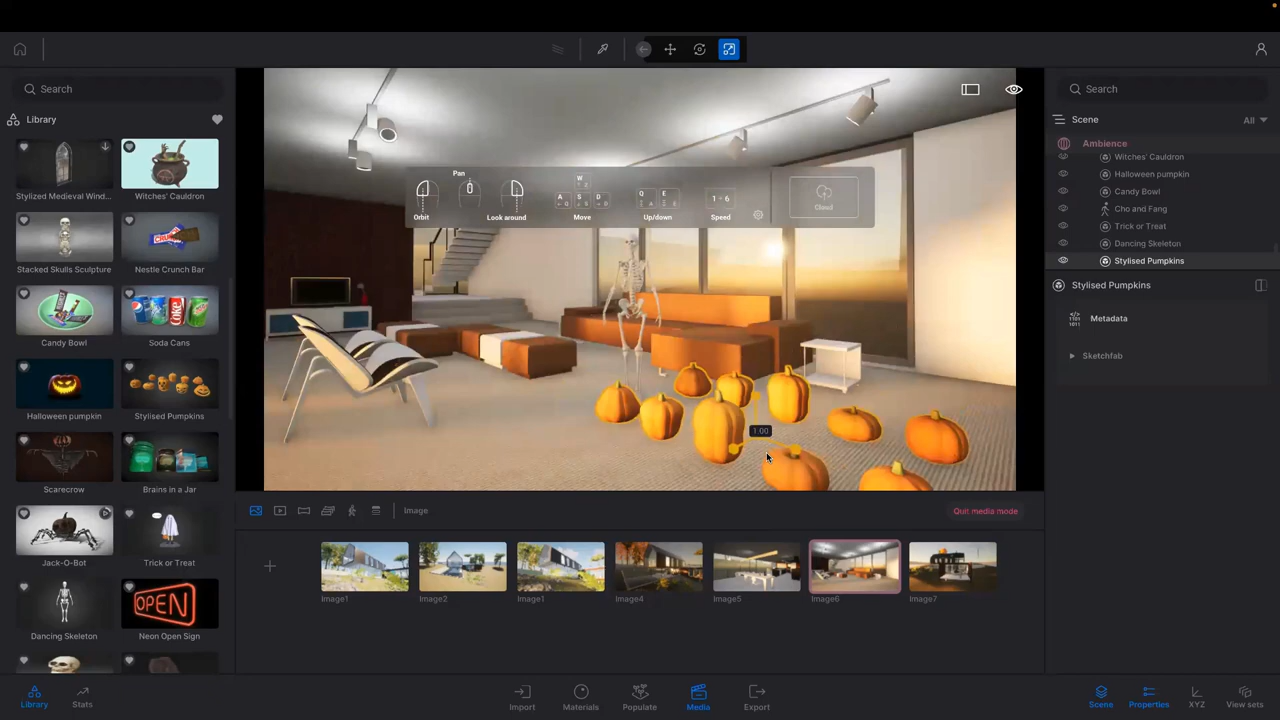 Search
Library
Stylized Medieval Wind...
Witches' Cauldron
Stacked Skulls Sculpture
Nestle Crunch Bar
Candy Bowl
Soda Cans
Halloween pumpkin
Stylised Pumpkins
Scarecrow
Brains in a Jar
Jack-O-Bot
Trick or Treat
Dancing Skeleton
Neon Open Sign
Pan
Orbit
Look around
W
A S D
Move
Q E
Up/down
1 - 6
Speed
Cloud
1.00
Image
Quit media mode
Image1
Image2
Image1
Image4
Image5
Image6
Image7
Search
Scene
All
Ambience
Witches' Cauldron
Halloween pumpkin
Candy Bowl
Cho and Fang
Trick or Treat
Dancing Skeleton
Stylised Pumpkins
Stylised Pumpkins
Metadata
Sketchfab
Library
Stats
Import
Materials
Populate
Media
Export
Scene
Properties
XYZ
View sets